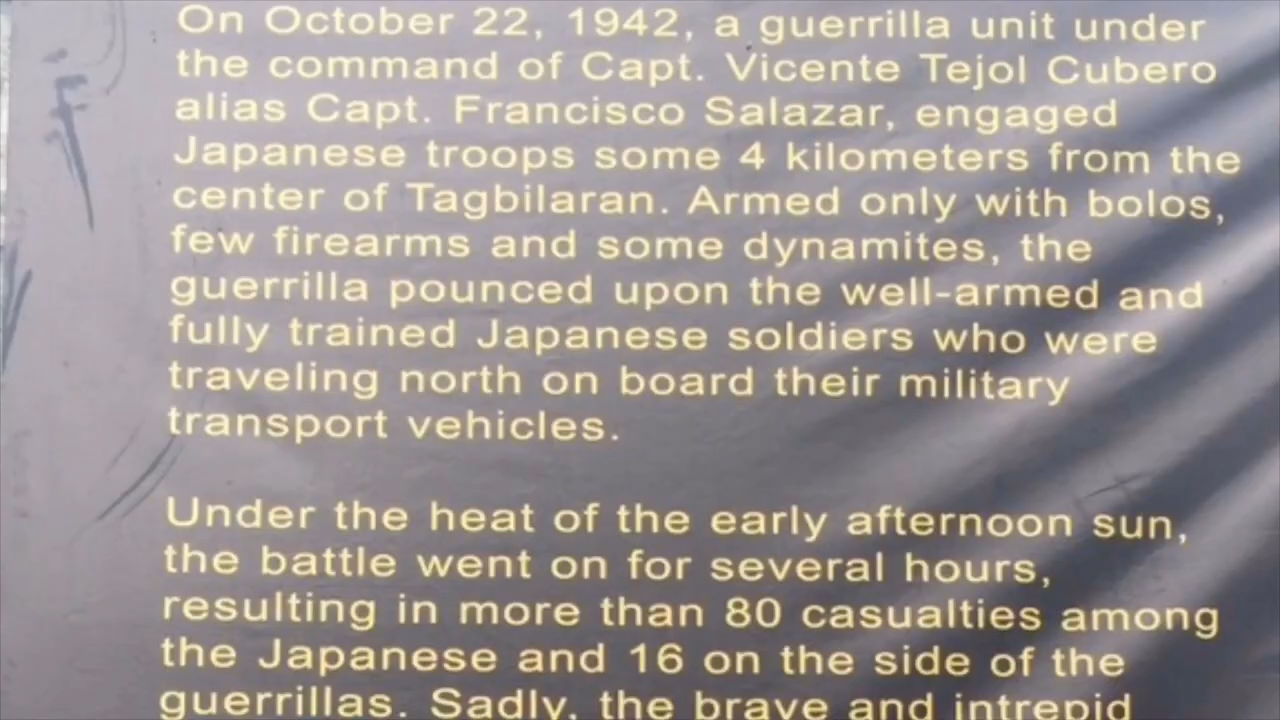 On October 22, 1942, a guerrilla unit under
the command of Capt. Vicente Tejol Cubero
alias Capt. Francisco Salazar, engaged
Japanese troops some 4 kilometers from the
center of Tagbilaran. Armed only with bolos,
few firearms and some dynamites, the
guerrilla pounced upon the well-armed and
fully trained Japanese soldiers who were
traveling north on board their military
transport vehicles.
Under the heat of the early afternoon sun,
the battle went on for several hours,
resulting in more than 80 casualties among
the Japanese and 16 on the side of the
guerrillas. Sadly, the brave and intrepid